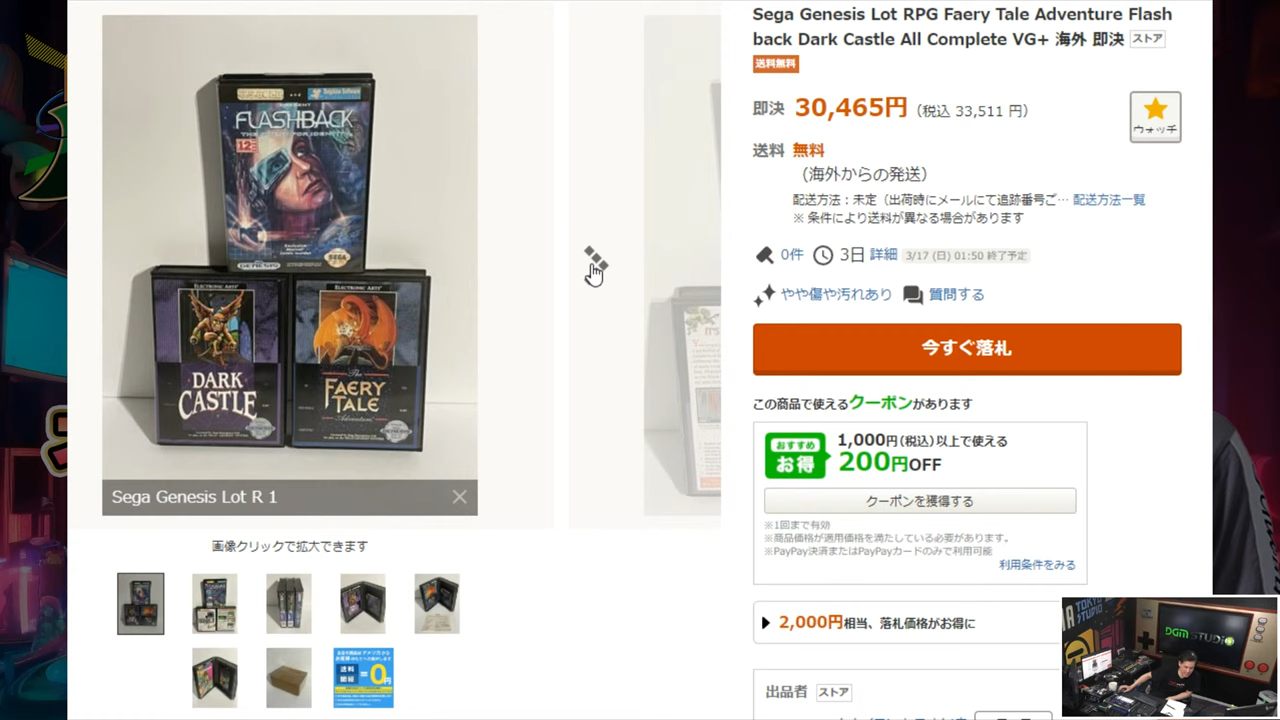 Sega Genesis Lot RPG Faery Tale Adventure Flash
back Dark Castle All Complete VG+ 海外 即決 ストア
送料無料
即決 30,465円 (税込 33,511 円)
ウォッチ
送料 無料
(海外からの発送)
配送方法:未定(出荷時にメールにて追跡番号ご… 配送方法一覧
※ 条件により送料が異なる場合があります
0件 3日 詳細 3/17 (日) 01:50 終了予定
やや傷や汚れあり 質問する
今すぐ落札
この商品で使えるクーポンがあります
おすすめ
お得
1,000円(税込)以上で使える
200円OFF
クーポンを獲得する
※1回まで有効
※商品価格が適用価格を満たしている必要があります。
※PayPay決済またはPayPayカードのみで利用可能
利用条件をみる
2,000円相当、落札価格がお得に
出品者 ストア
FLASHBACK
SEGA
GENESIS
ELECTRONIC ARTS
DARK
CASTLE
ELECTRONIC ARTS
The
FAERY
TALE
Adventure
Sega Genesis Lot R 1
画像クリックで拡大できます
送料
=0円
TOKYO
STUDIO
DGM STUDIO